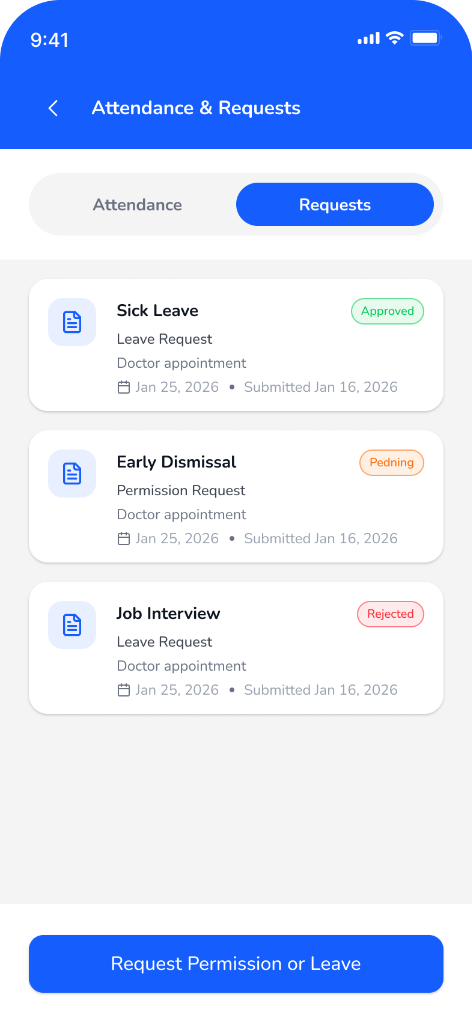 9:41
Attendance & Requests
Attendance
Requests
Sick Leave
Approved
Leave Request
Doctor appointment
Jan 25, 2026 • Submitted Jan 16, 2026
Early Dismissal
Pedning
Permission Request
Doctor appointment
Jan 25, 2026 • Submitted Jan 16, 2026
Job Interview
Rejected
Leave Request
Doctor appointment
Jan 25, 2026 • Submitted Jan 16, 2026
Request Permission or Leave